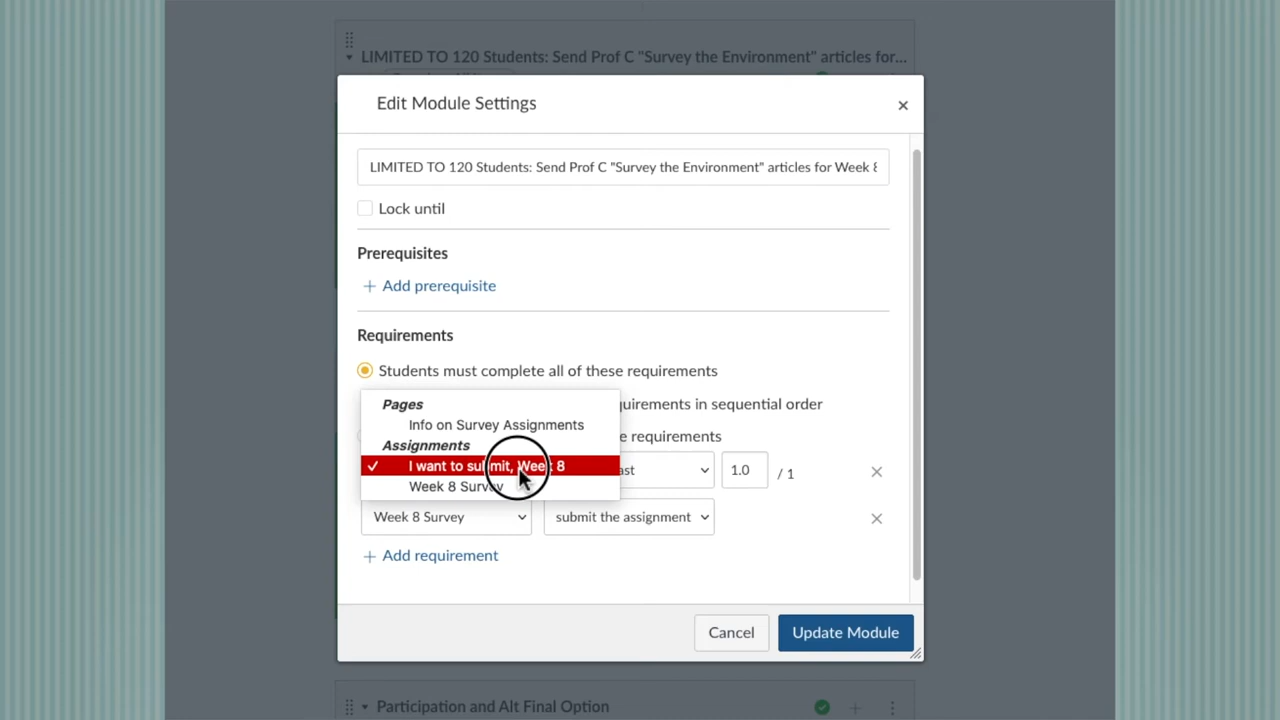 LIMITED TO 120 Students: Send Prof C "Survey the Environment" articles for...
Edit Module Settings
×
LIMITED TO 120 Students: Send Prof C "Survey the Environment" articles for Week 8
Lock until
Prerequisites
+ Add prerequisite
Requirements
Students must complete all of these requirements
Pages
quirements in sequential order
Info on Survey Assignments
e requirements
Assignments
✓ I want to submit, Week 8
ast 1.0 / 1 ×
Week 8 Survey
Week 8 Survey submit the assignment ×
+ Add requirement
Cancel Update Module
Participation and Alt Final Option